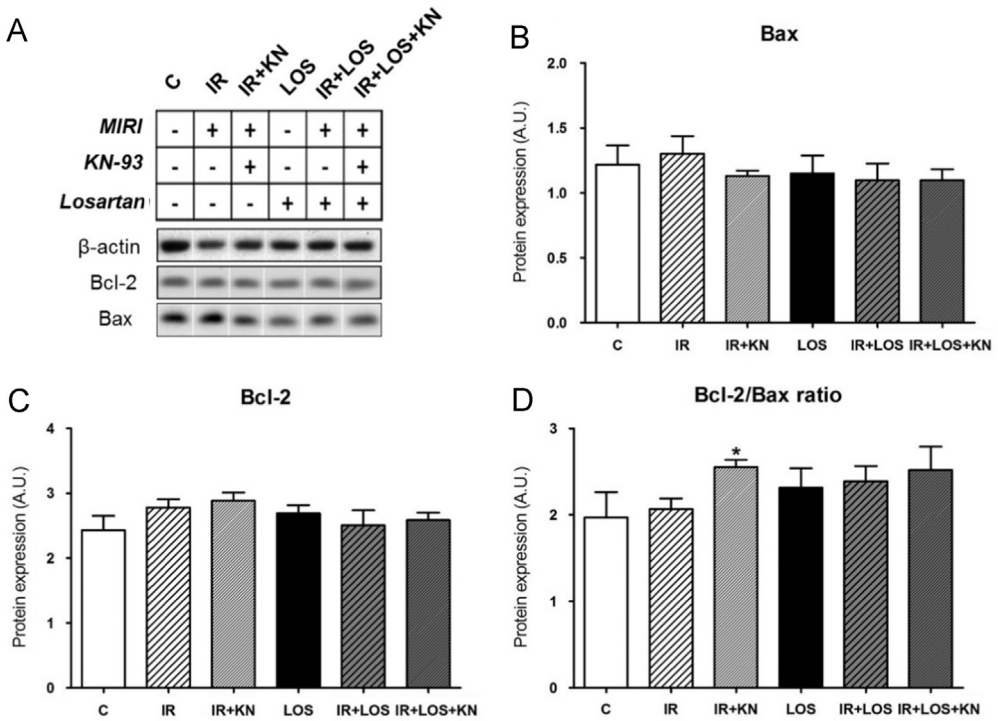 A
C IR IR+KN LOS IR+LOS IR+LOS+KN
MIRI - + + - + +
KN-93 - - + - - +
Losartan - - - + + +
β-actin
Bcl-2
Bax
B
Bax
Protein expression (A.U.)
2.0
1.5
1.0
0.5
0.0
C IR IR+KN LOS IR+LOS IR+LOS+KN
C
Bcl-2
Protein expression (A.U.)
4
3
2
1
0
C IR IR+KN LOS IR+LOS IR+LOS+KN
D
Bcl-2/Bax ratio
Protein expression (A.U.)
3
2
1
0
*
C IR IR+KN LOS IR+LOS IR+LOS+KN